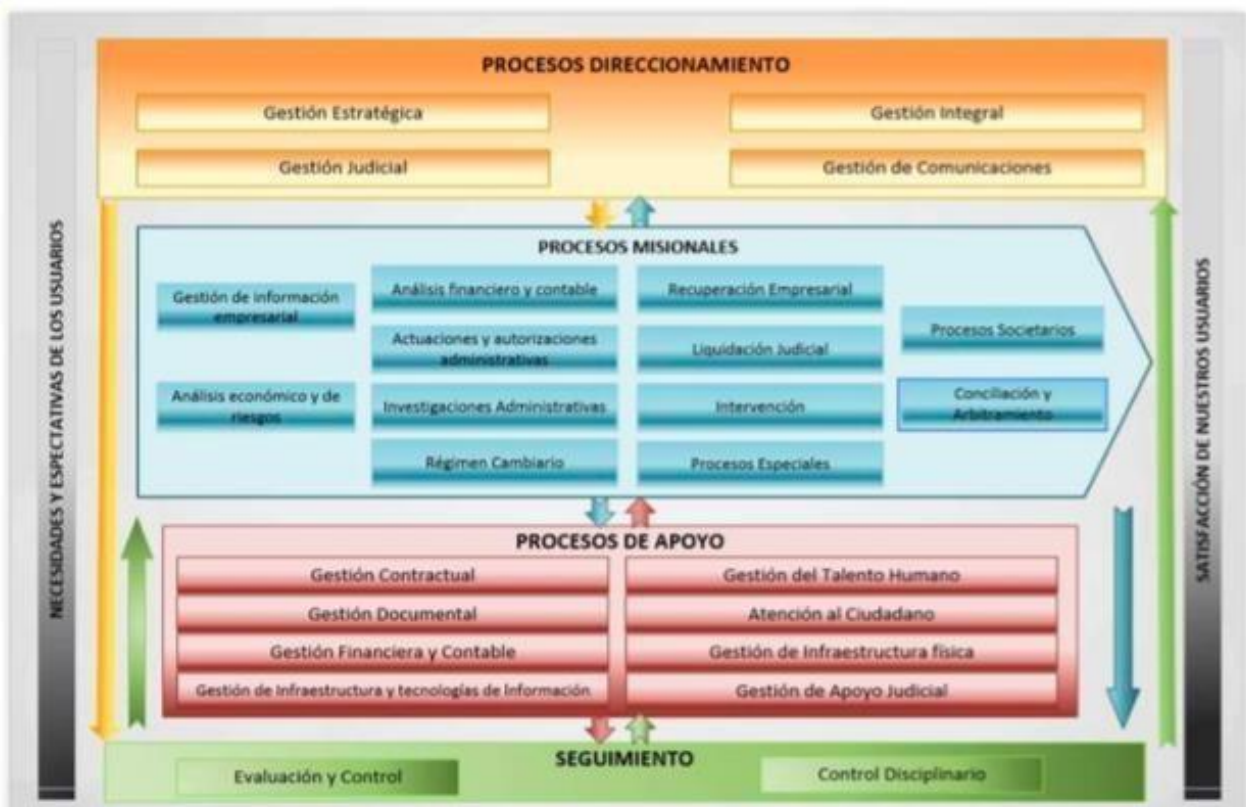 PROCESOS DIRECCIONAMIENTO
Gestión Estratégica
Gestión Integral
Gestión Judicial
Gestión de Comunicaciones
NECESIDADES Y ESPECTATIVAS DE LOS USUARIOS
PROCESOS MISIONALES
Gestión de información
empresarial
Análisis económico y de
riesgos
Análisis financiero y contable
Actuaciones y autorizaciones
administrativas
Investigaciones Administrativas
Régimen Cambiario
Recuperación Empresarial
Liquidación Judicial
Intervención
Procesos Especiales
Procesos Societarios
Conciliación y
Arbitramiento
SATISFACCIÓN DE NUESTROS USUARIOS
PROCESOS DE APOYO
Gestión Contractual
Gestión del Talento Humano
Gestión Documental
Atención al Ciudadano
Gestión Financiera y Contable
Gestión de Infraestructura física
Gestión de Infraestructura y tecnologías de Información
Gestión de Apoyo Judicial
SEGUIMIENTO
Evaluación y Control
Control Disciplinario